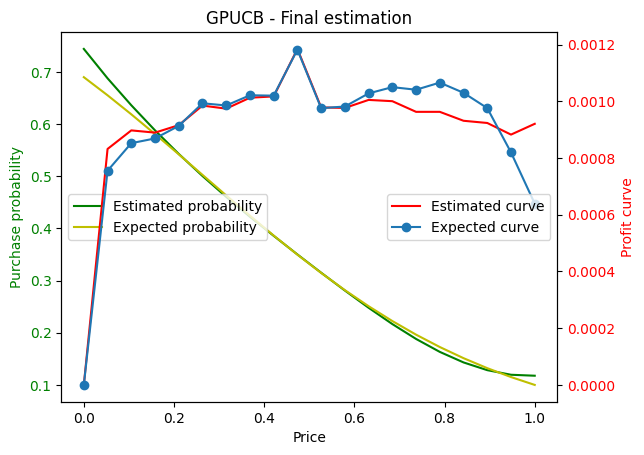 GPUCB - Final estimation
0.7
0.6
0.5
0.4
0.3
0.2
0.1
Purchase probability
Estimated probability
Expected probability
Estimated curve
Expected curve
0.0012
0.0010
0.0008
0.0006
0.0004
0.0002
0.0000
Profit curve
0.0
0.2
0.4
0.6
0.8
1.0
Price